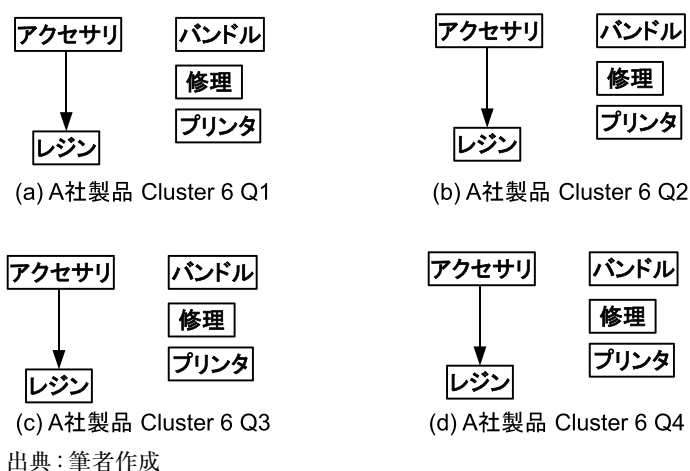 アクセサリ バンドル
修理
プリンタ
レジン
(a) A社製品 Cluster 6 Q1
アクセサリ バンドル
修理
プリンタ
レジン
(b) A社製品 Cluster 6 Q2
アクセサリ バンドル
修理
プリンタ
レジン
(c) A社製品 Cluster 6 Q3
アクセサリ バンドル
修理
プリンタ
レジン
(d) A社製品 Cluster 6 Q4
出典：筆者作成